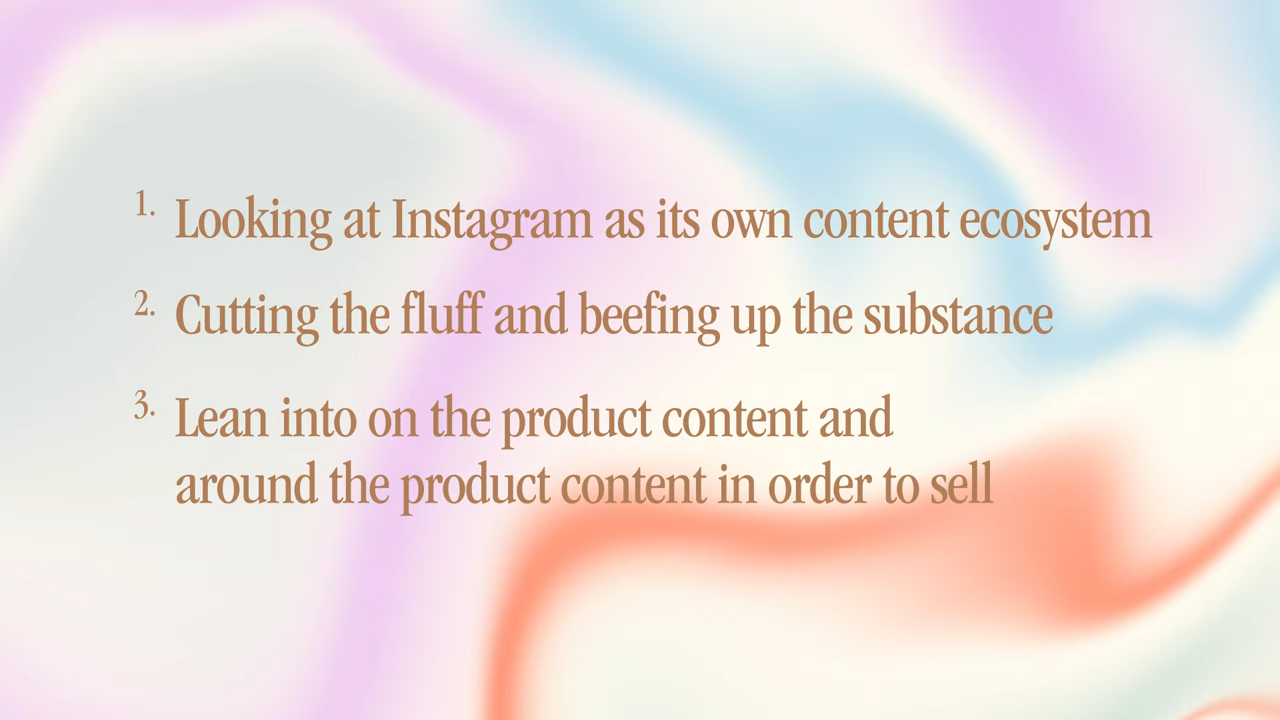 1. Looking at Instagram as its own content ecosystem
2. Cutting the fluff and beefing up the substance
3. Lean into on the product content and
around the product content in order to sell